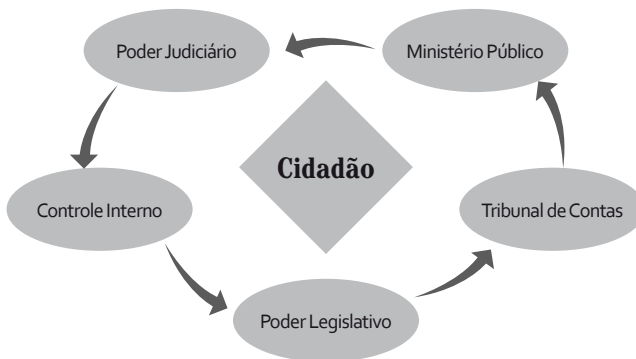 Poder Judiciário
Ministério Público
Cidadão
Controle Interno
Tribunal de Contas
Poder Legislativo